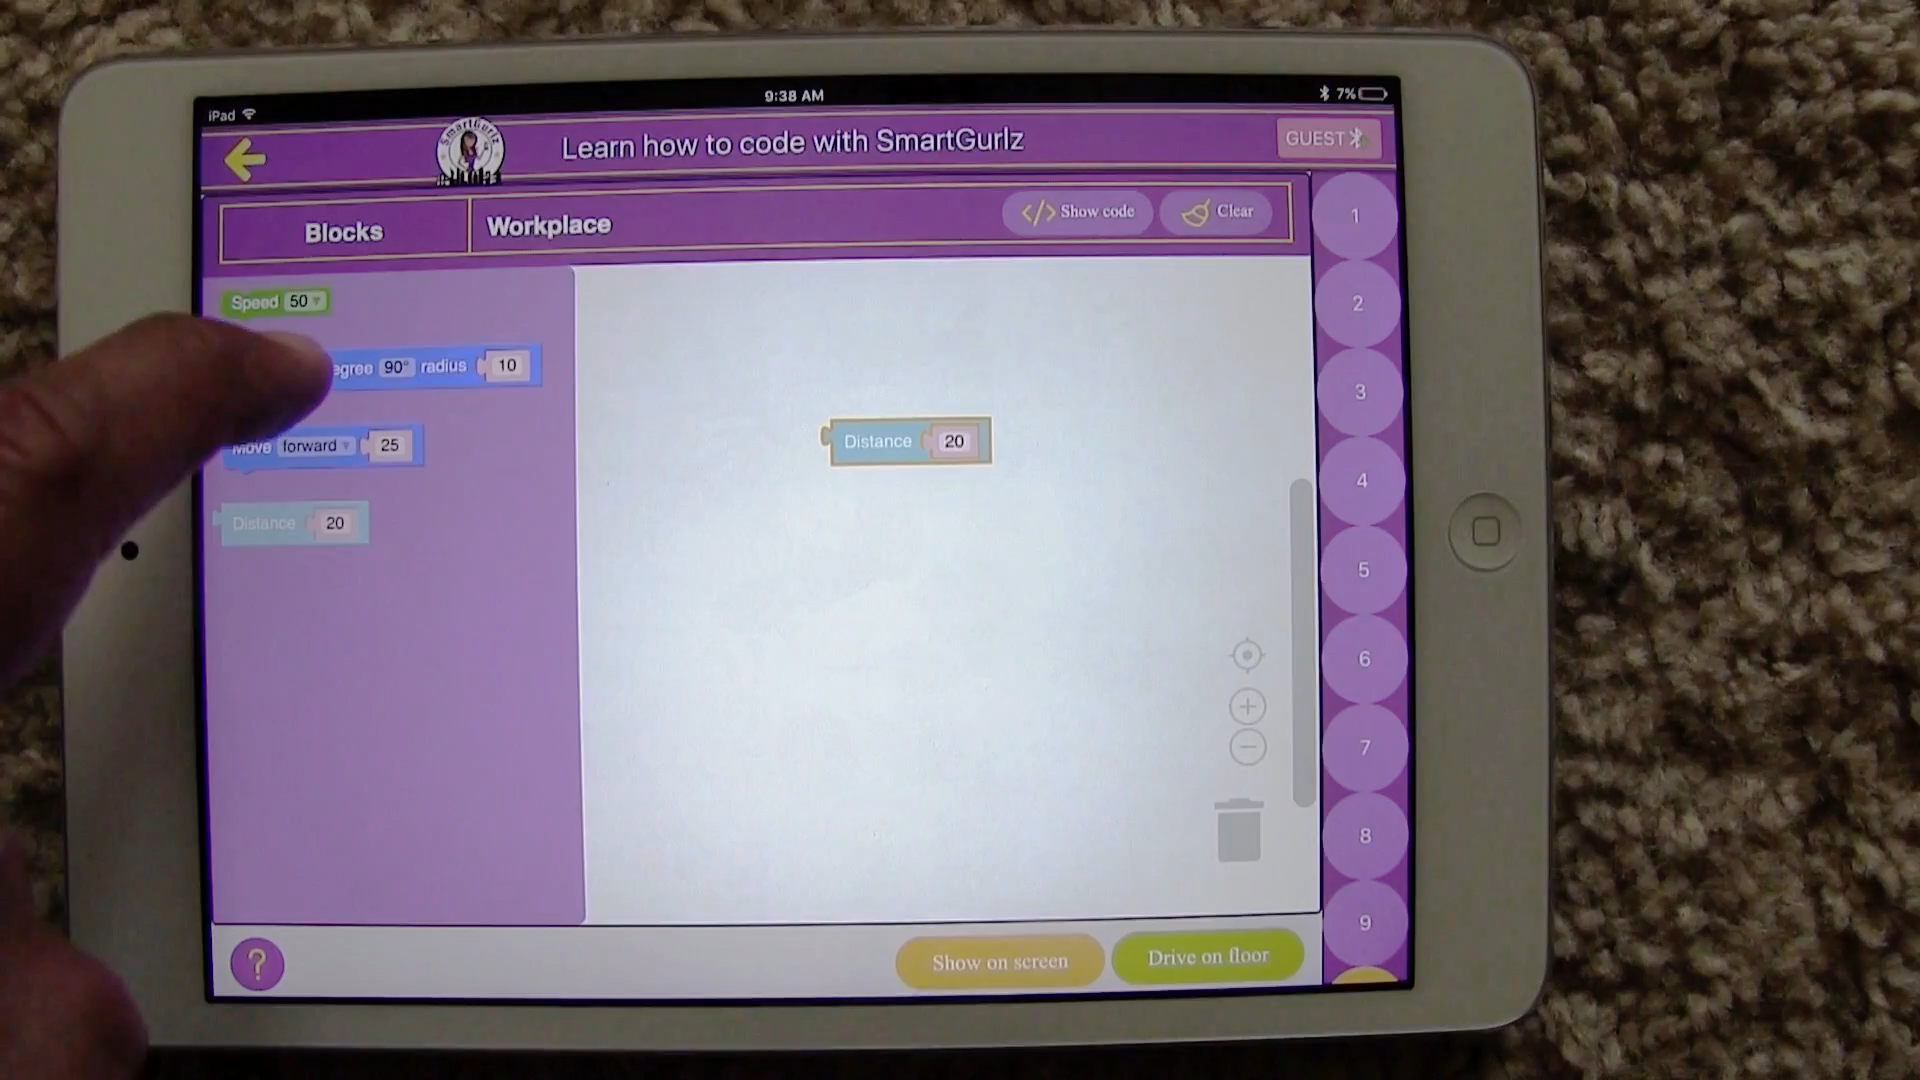 iPad
9:38 AM
7%
SmartGurlz
Learn how to code with SmartGurlz
GUEST
Blocks
Workplace
</> Show code
Clear
Speed 50
90° radius 10
Move forward 25
Distance 20
Distance 20
1
2
3
4
5
6
7
8
9
?
Show on screen
Drive on floor